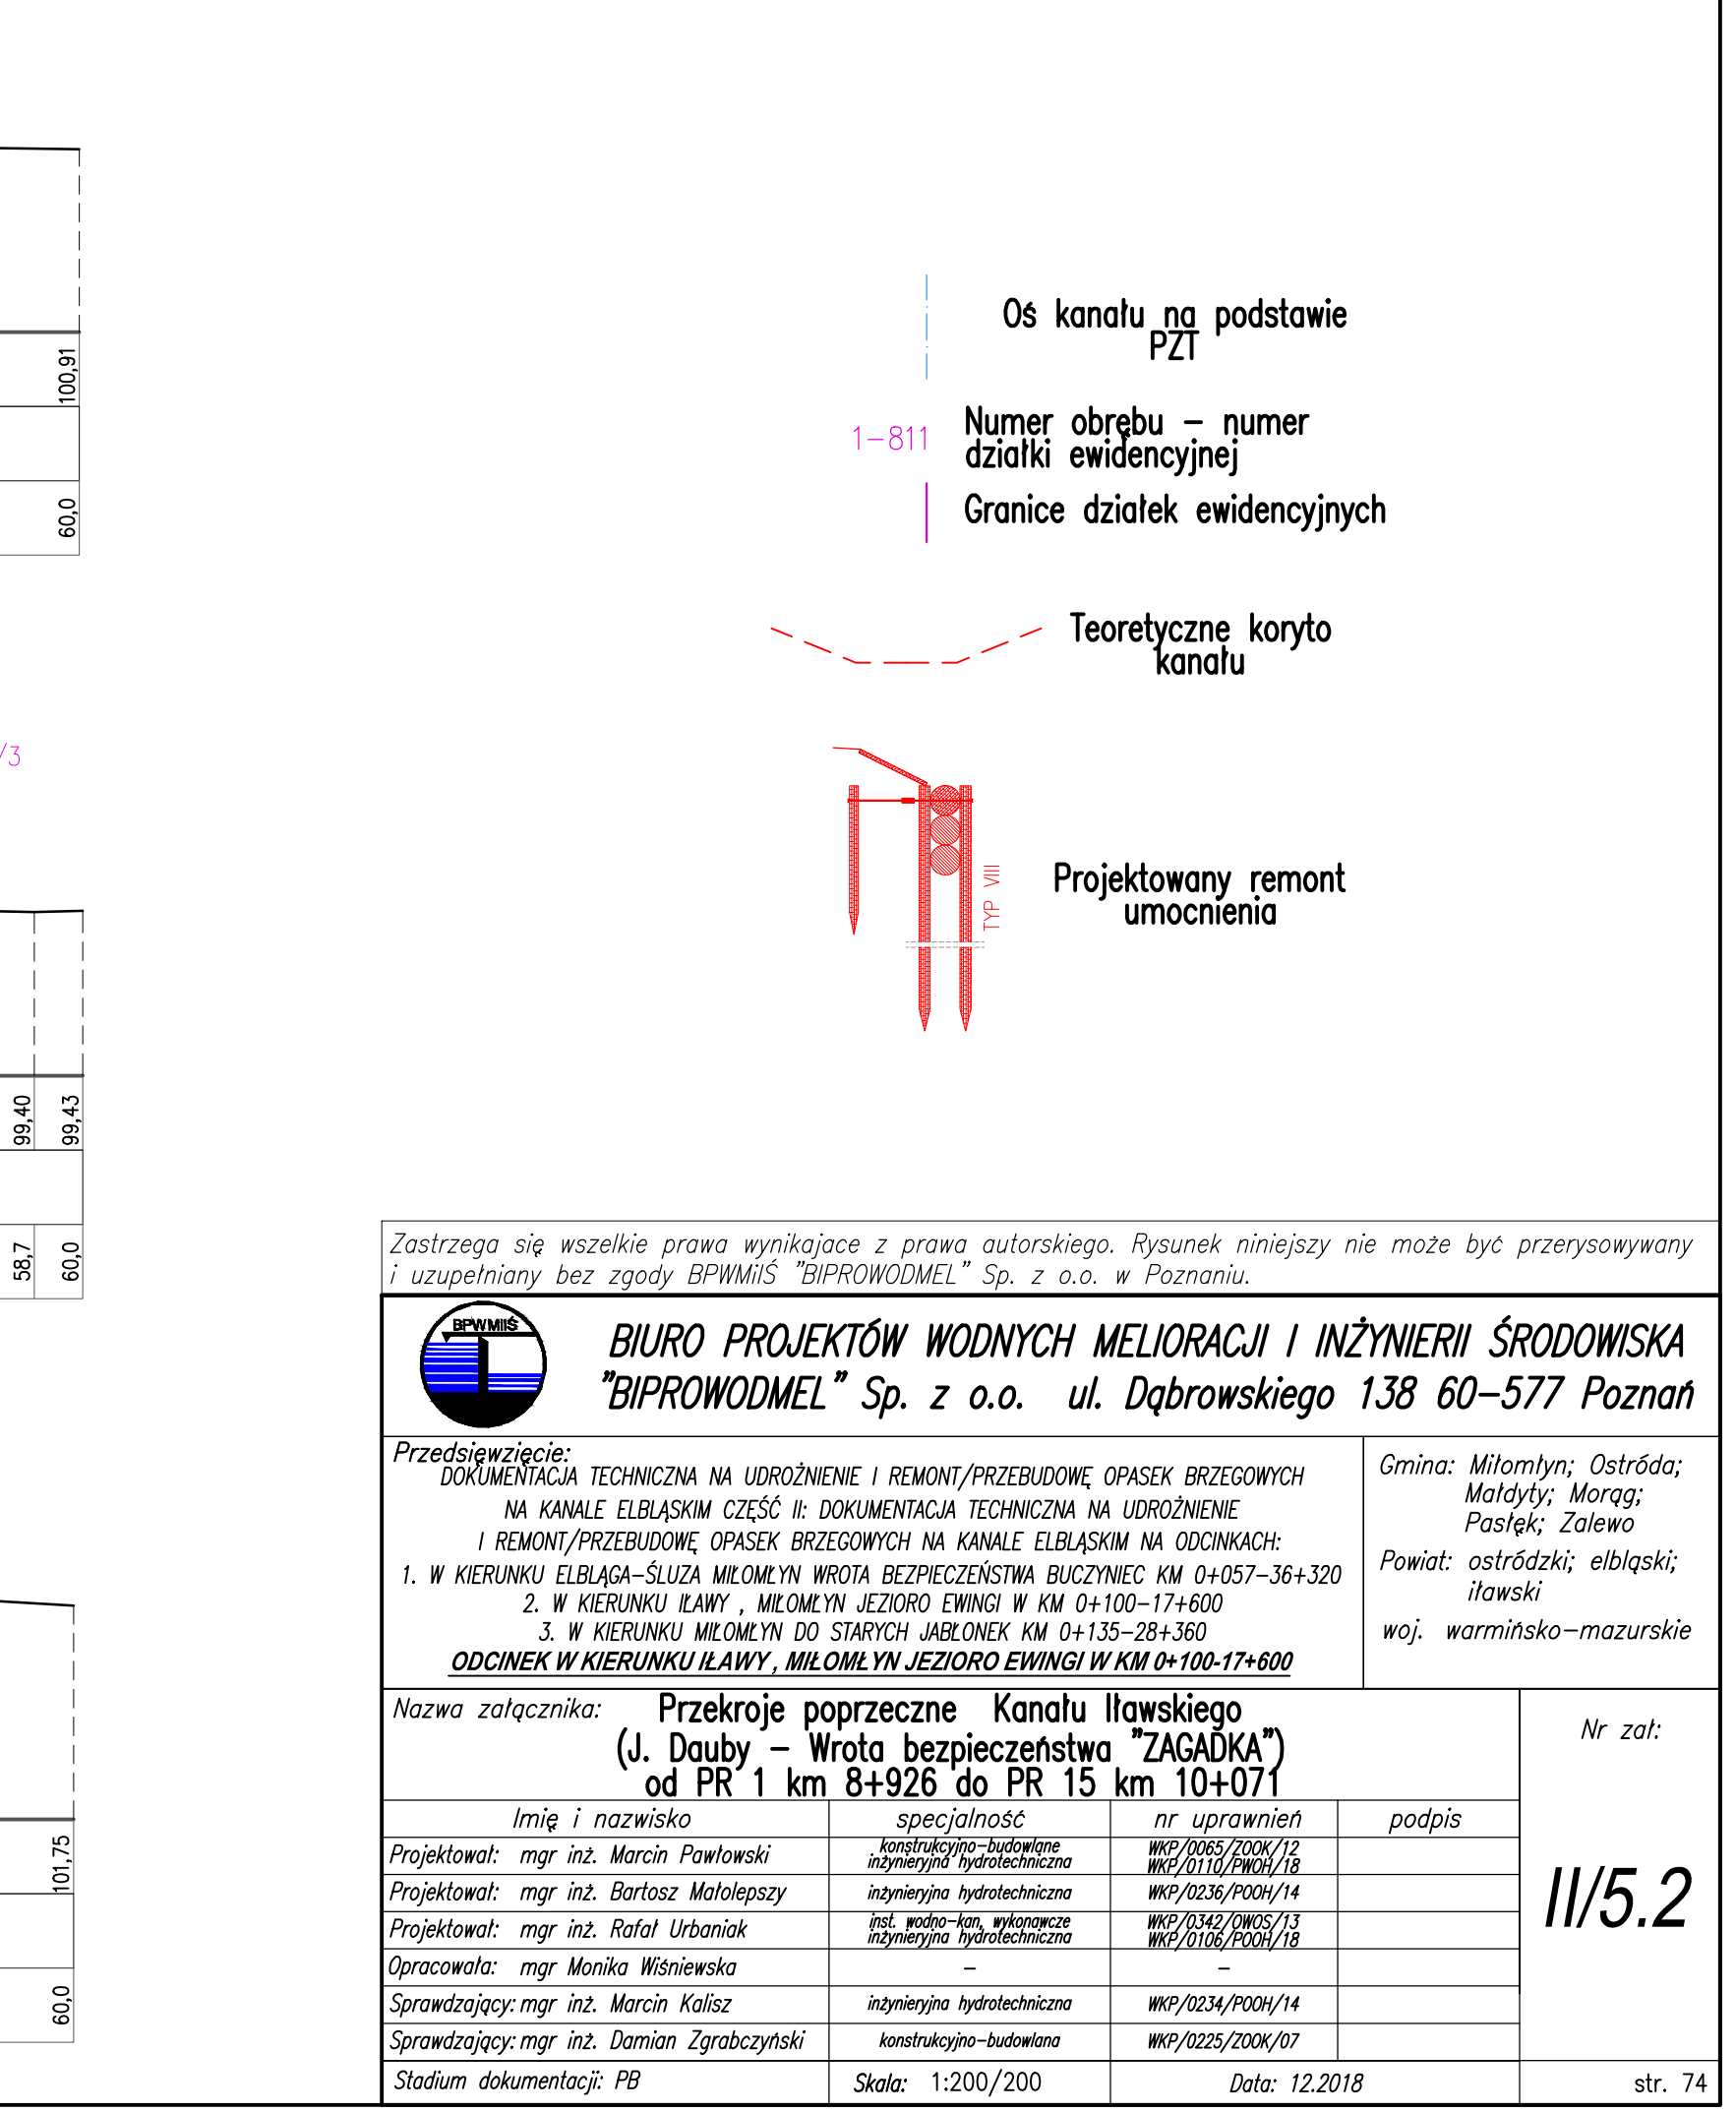 100,91
60,0
Oś kanału na podstawie
PZT
1-811
Numer obrębu – numer
działki ewidencyjnej
Granice działek ewidencyjnych
Teoretyczne koryto
kanału
/3
TYP VIII
Projektowany remont
umocnienia
99,40
99,43
58,7
60,0
Zastrzega się wszelkie prawa wynikajace z prawa autorskiego. Rysunek niniejszy nie może być przerysowywany
i uzupełniany bez zgody BPWMiIŚ "BIPROWODMEL" Sp. z o.o. w Poznaniu.
BPWMIIŚ
BIURO PROJEKTÓW WODNYCH MELIORACJI I INŻYNIERII ŚRODOWISKA
"BIPROWODMEL" Sp. z o.o. ul. Dąbrowskiego 138 60-577 Poznań
Przedsięwzięcie:
DOKUMENTACJA TECHNICZNA NA UDROŻNIENIE I REMONT/PRZEBUDOWĘ OPASEK BRZEGOWYCH
NA KANALE ELBLĄSKIM CZĘŚĆ II: DOKUMENTACJA TECHNICZNA NA UDROŻNIENIE
I REMONT/PRZEBUDOWĘ OPASEK BRZEGOWYCH NA KANALE ELBLĄSKIM NA ODCINKACH:
1. W KIERUNKU ELBLĄGA-ŚLUZA MIŁOMŁYN WROTA BEZPIECZEŃSTWA BUCZYNIEC KM 0+057-36+320
2. W KIERUNKU IŁAWY , MIŁOMŁYN JEZIORO EWINGI W KM 0+100-17+600
3. W KIERUNKU MIŁOMŁYN DO STARYCH JABŁONEK KM 0+135-28+360
ODCINEK W KIERUNKU IŁAWY , MIŁOMŁYN JEZIORO EWINGI W KM 0+100-17+600
Gmina: Miłomłyn; Ostróda;
Małdyty; Morąg;
Pasłęk; Zalewo
Powiat: ostródzki; elbląski;
iławski
woj. warmińsko-mazurskie
Nazwa załącznika: Przekroje poprzeczne Kanału Iławskiego
(J. Dauby – Wrota bezpieczeństwa "ZAGADKA")
od PR 1 km 8+926 do PR 15 km 10+071
Nr zał:
II/5.2
Imię i nazwisko specjalność nr uprawnień podpis
Projektował: mgr inż. Marcin Pawłowski konstrukcyjno-budowlane WKP/0065/ZOOK/12
inżynieryjna hydrotechniczna WKP/0110/PWOH/18
Projektował: mgr inż. Bartosz Małolepszy inżynieryjna hydrotechniczna WKP/0236/POOH/14
Projektował: mgr inż. Rafał Urbaniak inst. wodno-kan, wykonawcze WKP/0342/OWOS/13
inżynieryjna hydrotechniczna WKP/0106/POOH/18
Opracowała: mgr Monika Wiśniewska – –
Sprawdzający: mgr inż. Marcin Kalisz inżynieryjna hydrotechniczna WKP/0234/POOH/14
Sprawdzający: mgr inż. Damian Zgrabczyński konstrukcyjno-budowlana WKP/0225/ZOOK/07
Stadium dokumentacji: PB Skala: 1:200/200 Data: 12.2018 str. 74
101,75
60,0